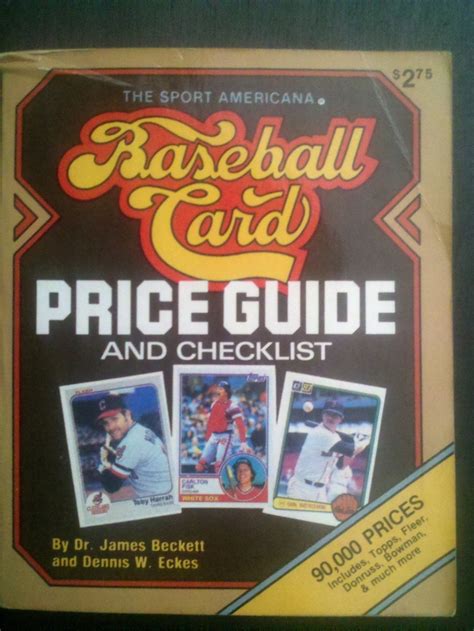 $2.75
THE SPORT AMERICANA
Baseball
Card
PRICE GUIDE
AND CHECKLIST
Toby Harrah
Topps
CARLTON
FISK
WHITE SOX
By Dr. James Beckett
and Dennis W. Eckes
90,000 PRICES
Includes, Topps, Fleer,
Donruss, Bowman,
& much more